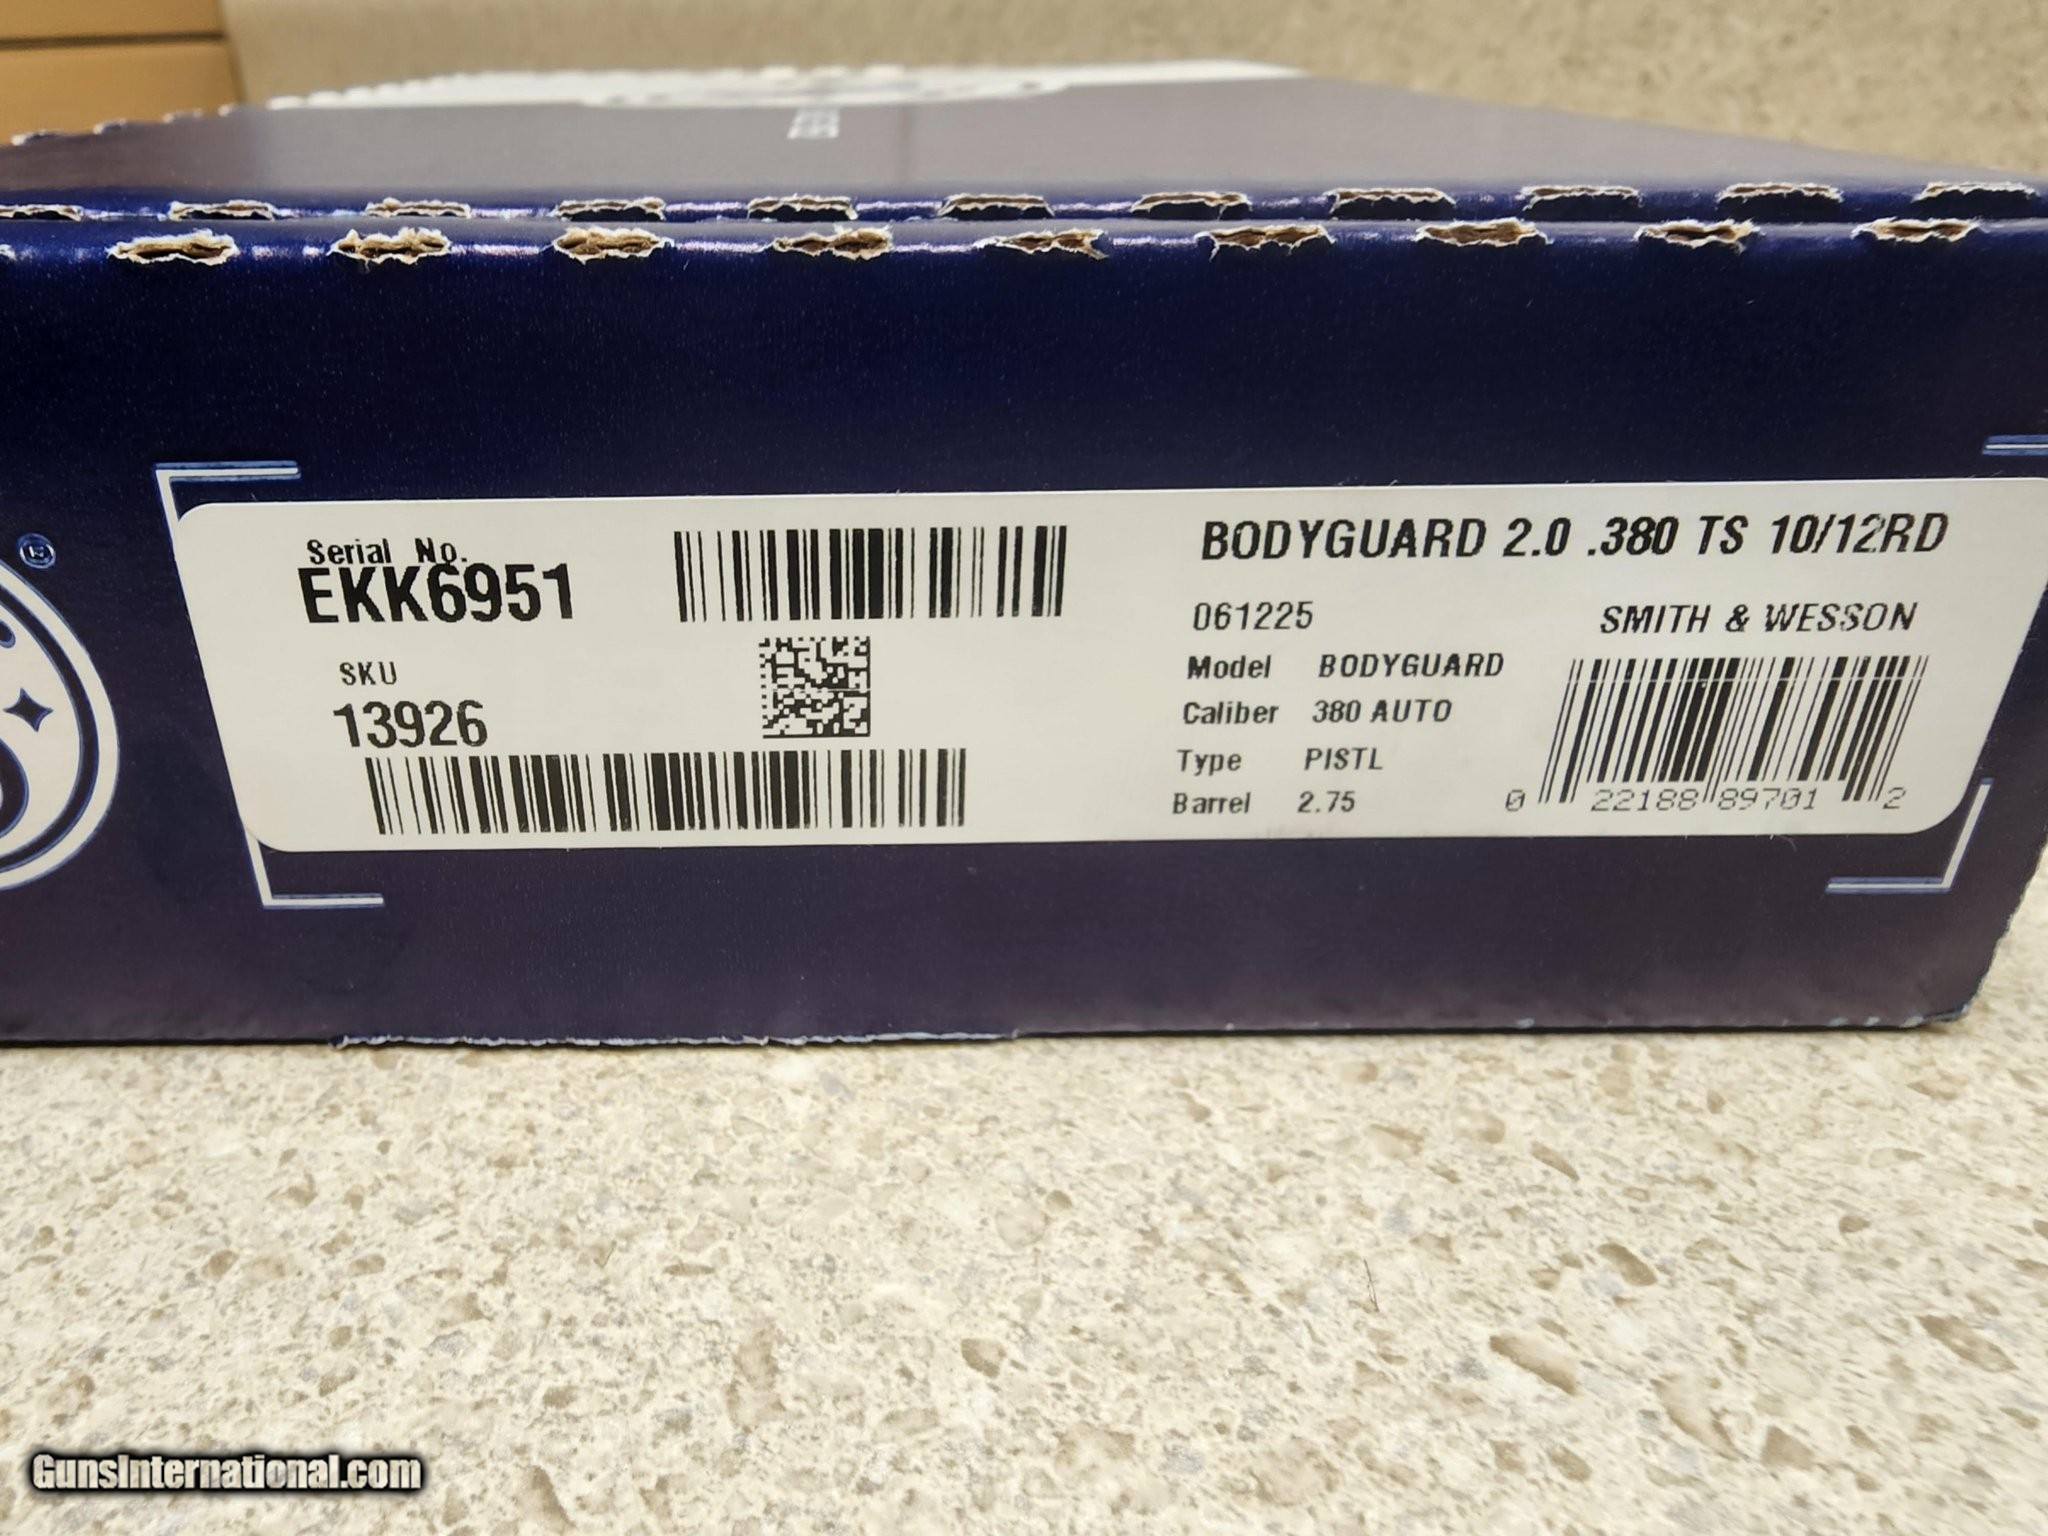 Serial No.
EKK6951
SKU
13926
BODYGUARD 2.0 .380 TS 10/12RD
061225
SMITH & WESSON
Model BODYGUARD
Caliber 380 AUTO
Type PISTL
Barrel 2.75
0 22188 89701 2
GunsInternational.com